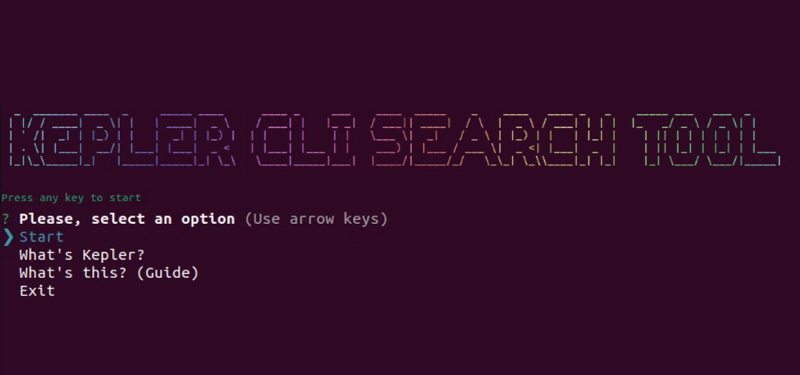 KEPLER CLI SEARCH TOOL
Press any key to start
? Please, select an option (Use arrow keys)
❯ Start
What's Kepler?
What's this? (Guide)
Exit